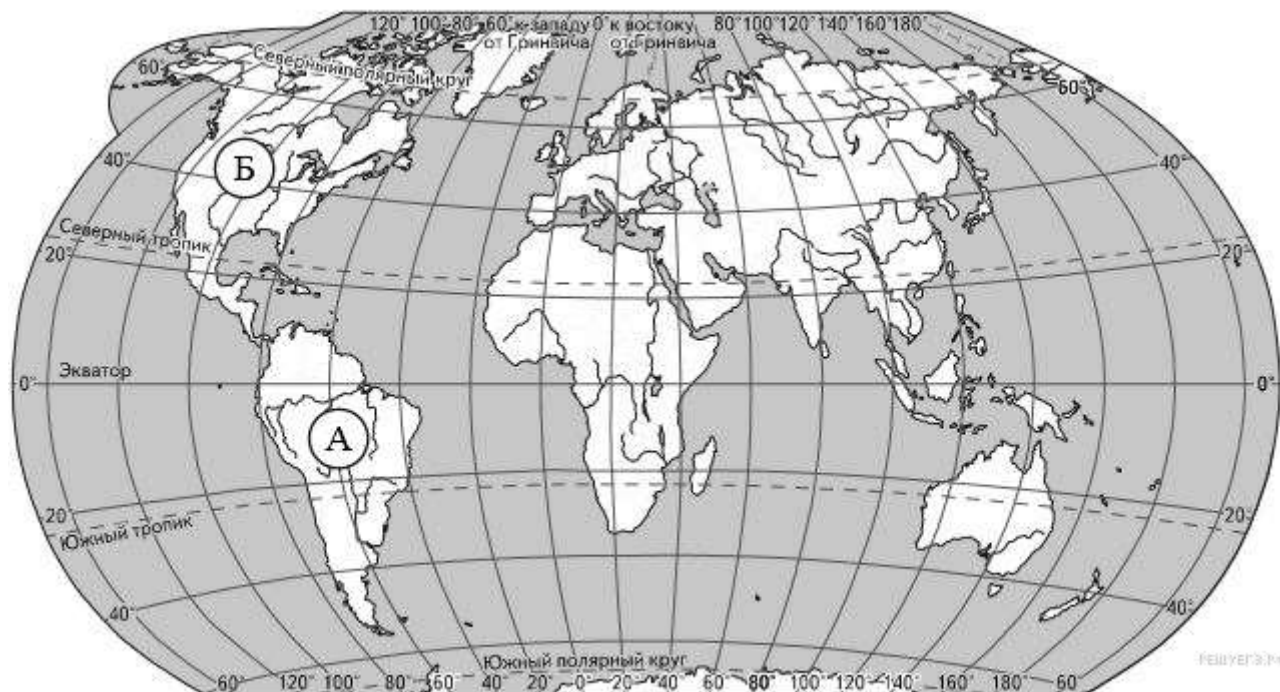 120° 100° 80° 60° к западу 0° к востоку 80° 100° 120° 140° 160° 180°
от Гринвича от Гринвича
Северный полярный круг
60° 60°
40° 40°
Б
Северный тропик
20° 20°
Экватор
0° 0°
А
20° 20°
Южный тропик
40° 40°
Южный полярный круг
60° 120° 100° 80° 60° 40° 20° 0° 20° 40° 60° 80° 100° 120° 140° 160° 180° 60
РЕШУЕГЭ.РФ